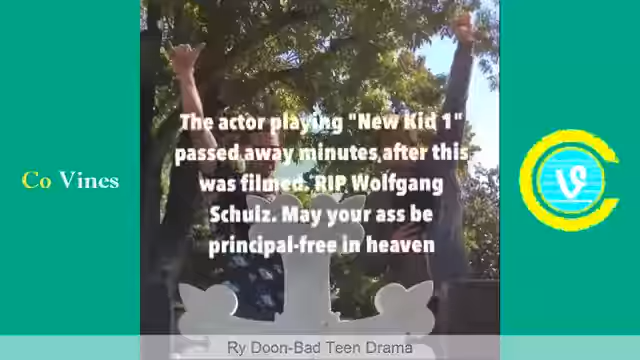 The actor playing "New Kid 1"
passed away minutes after this
was filmed. RIP Wolfgang
Schulz. May your ass be
principal-free in heaven
Co Vines
Ry Doon-Bad Teen Drama